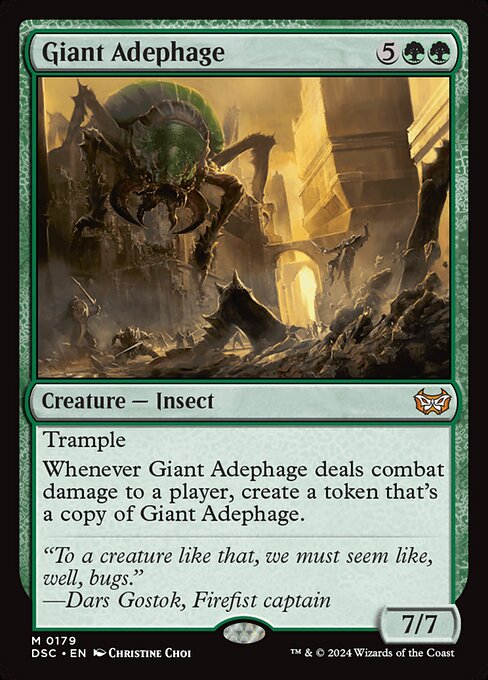 Giant Adephage 5
Creature — Insect
Trample
Whenever Giant Adephage deals combat
damage to a player, create a token that's
a copy of Giant Adephage.
“To a creature like that, we must seem like,
well, bugs.”
—Dars Gostok, Firefist captain
7/7
M 0179
DSC • EN Christine Choi
™ & © 2024 Wizards of the Coast